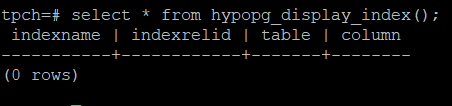 tpch=# select * from hypopg_display_index();
 indexname | indexrelid | table | column
-----------+------------+-------+--------
(0 rows)